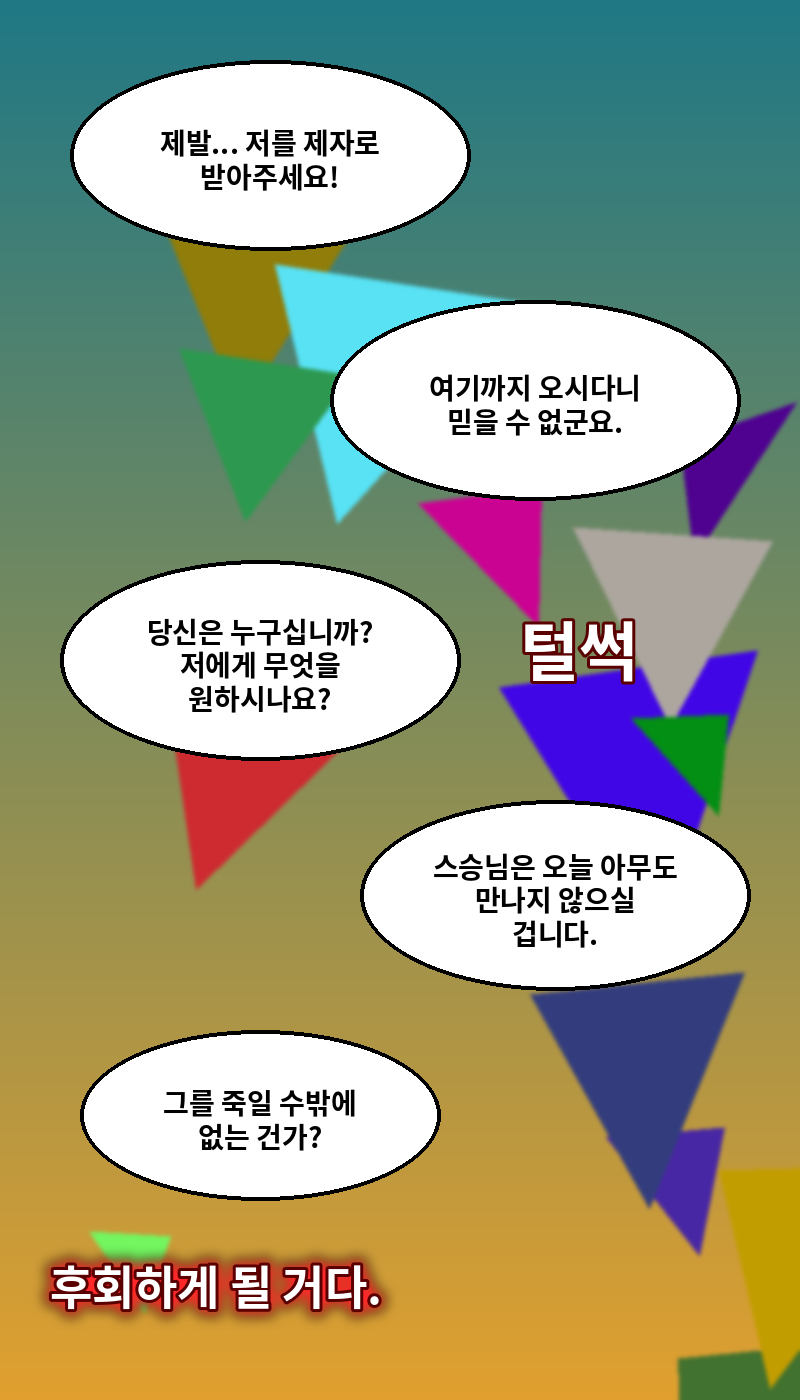 제발... 저를 제자로
받아주세요!
여기까지 오시다니
믿을 수 없군요.
당신은 누구십니까?
저에게 무엇을
원하시나요?
털썩
스승님은 오늘 아무도
만나지 않으실
겁니다.
그를 죽일 수밖에
없는 건가?
후회하게 될 거다.